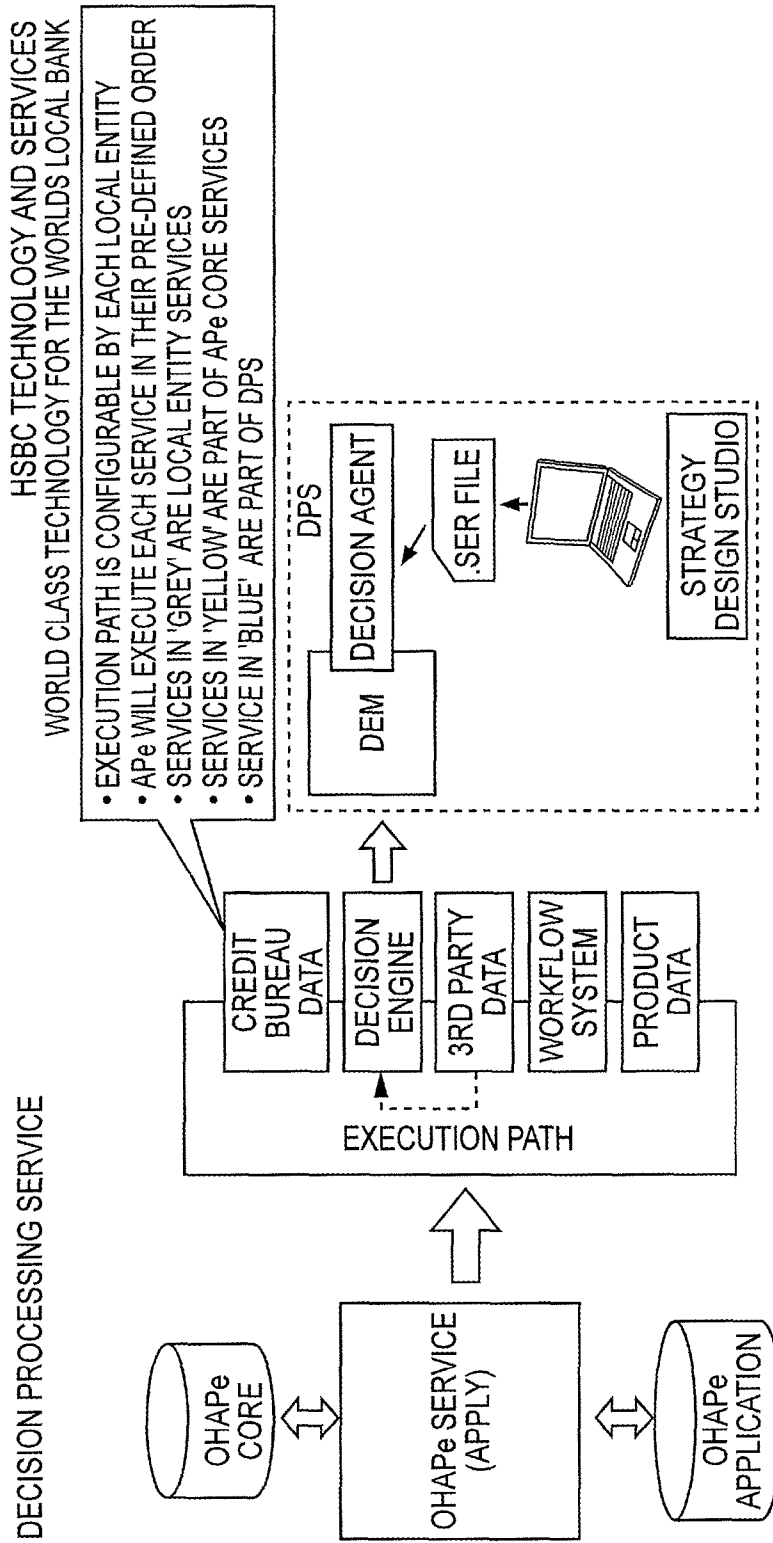 DECISION PROCESSING SERVICE
HSBC TECHNOLOGY AND SERVICES
WORLD CLASS TECHNOLOGY FOR THE WORLDS LOCAL BANK
• EXECUTION PATH IS CONFIGURABLE BY EACH LOCAL ENTITY
• APe WILL EXECUTE EACH SERVICE IN THEIR PRE-DEFINED ORDER
• SERVICES IN 'GREY' ARE LOCAL ENTITY SERVICES
• SERVICES IN 'YELLOW' ARE PART OF APe CORE SERVICES
• SERVICE IN 'BLUE' ARE PART OF DPS
OHAPe
CORE
OHAPe SERVICE
(APPLY)
OHAPe
APPLICATION
EXECUTION PATH
CREDIT
BUREAU
DATA
DECISION
ENGINE
3RD PARTY
DATA
WORKFLOW
SYSTEM
PRODUCT
DATA
DPS
DEM
DECISION AGENT
.SER FILE
STRATEGY
DESIGN STUDIO